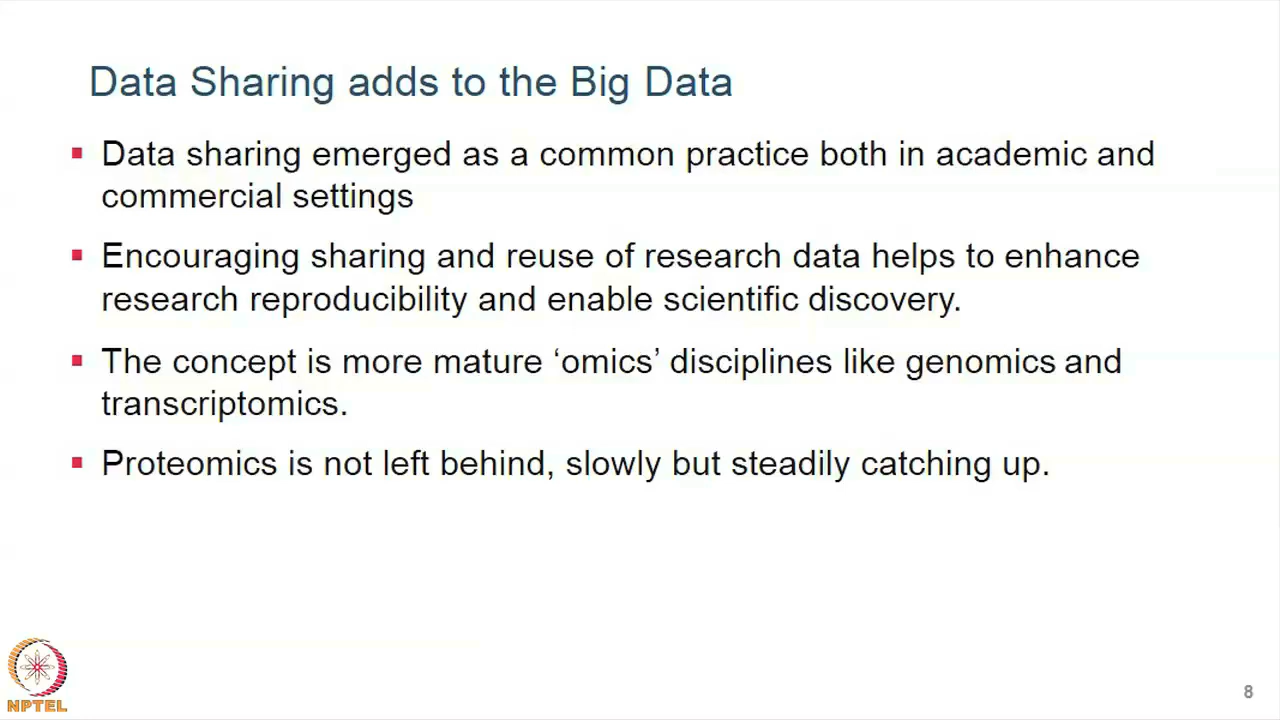 Data Sharing adds to the Big Data
▪ Data sharing emerged as a common practice both in academic and
commercial settings
▪ Encouraging sharing and reuse of research data helps to enhance
research reproducibility and enable scientific discovery.
▪ The concept is more mature ‘omics’ disciplines like genomics and
transcriptomics.
▪ Proteomics is not left behind, slowly but steadily catching up.
NPTEL
8